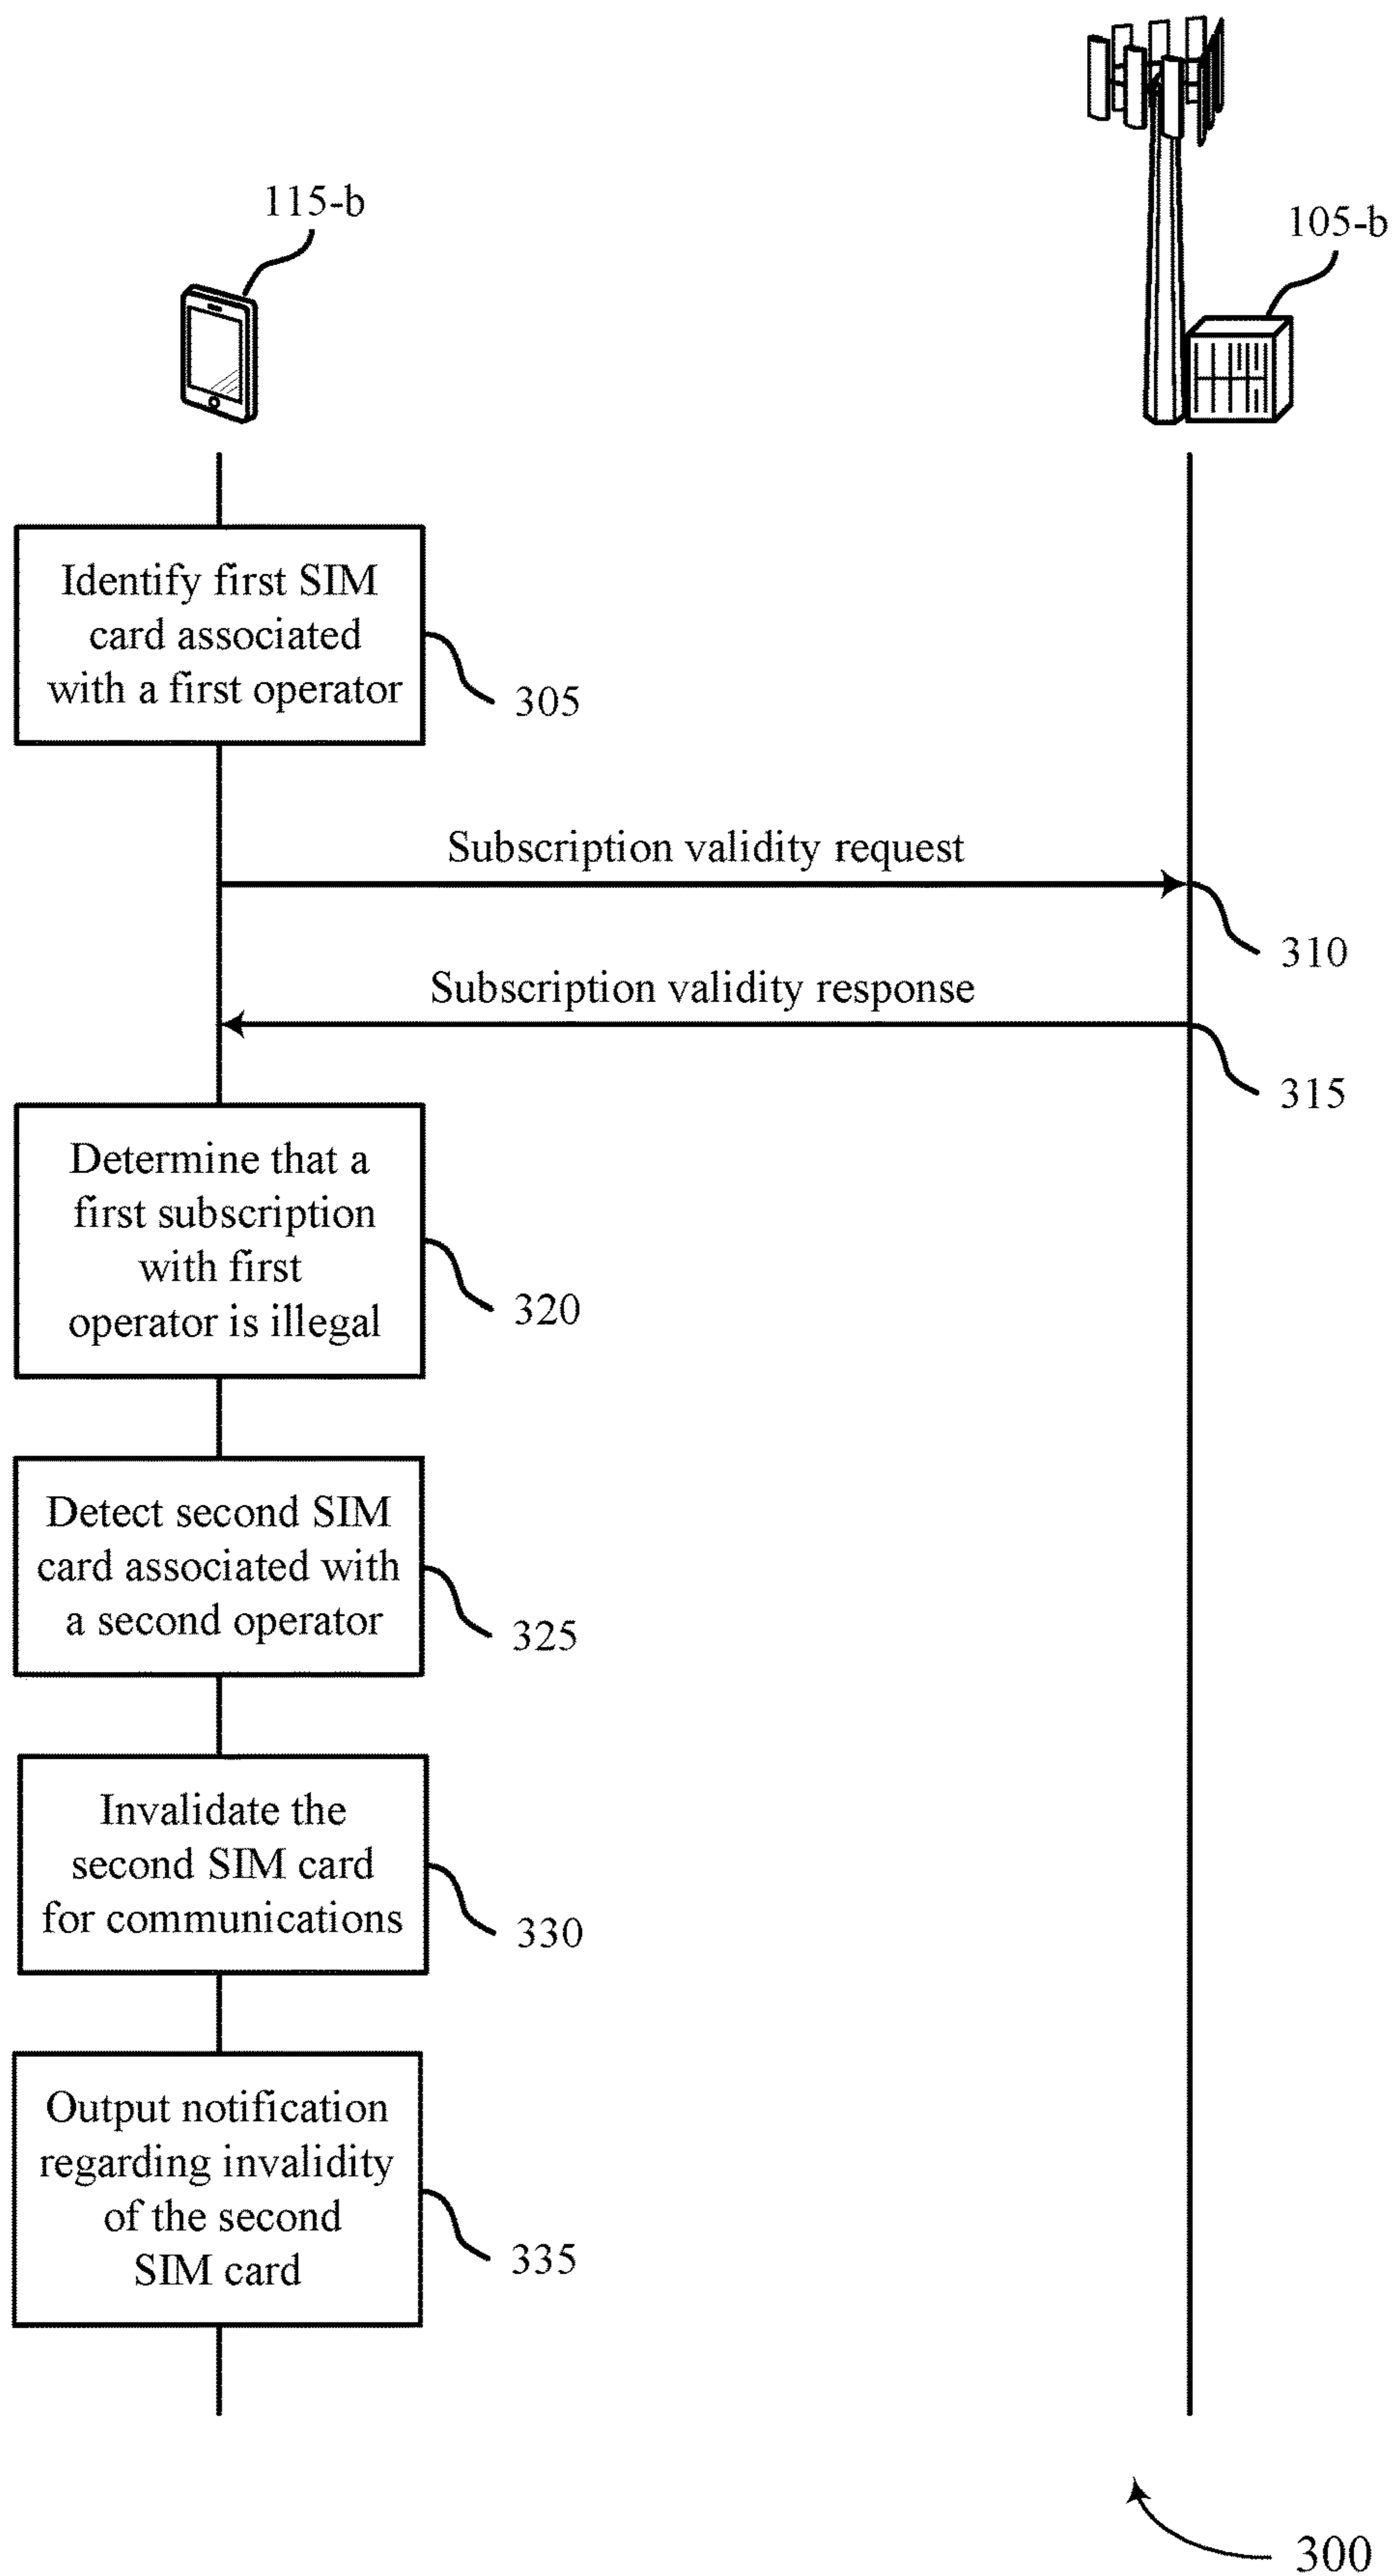 115-b
105-b
Identify first SIM
card associated
with a first operator
305
Subscription validity request
310
Subscription validity response
315
Determine that a
first subscription
with first
operator is illegal
320
Detect second SIM
card associated with
a second operator
325
Invalidate the
second SIM card
for communications
330
Output notification
regarding invalidity
of the second
SIM card
335
300